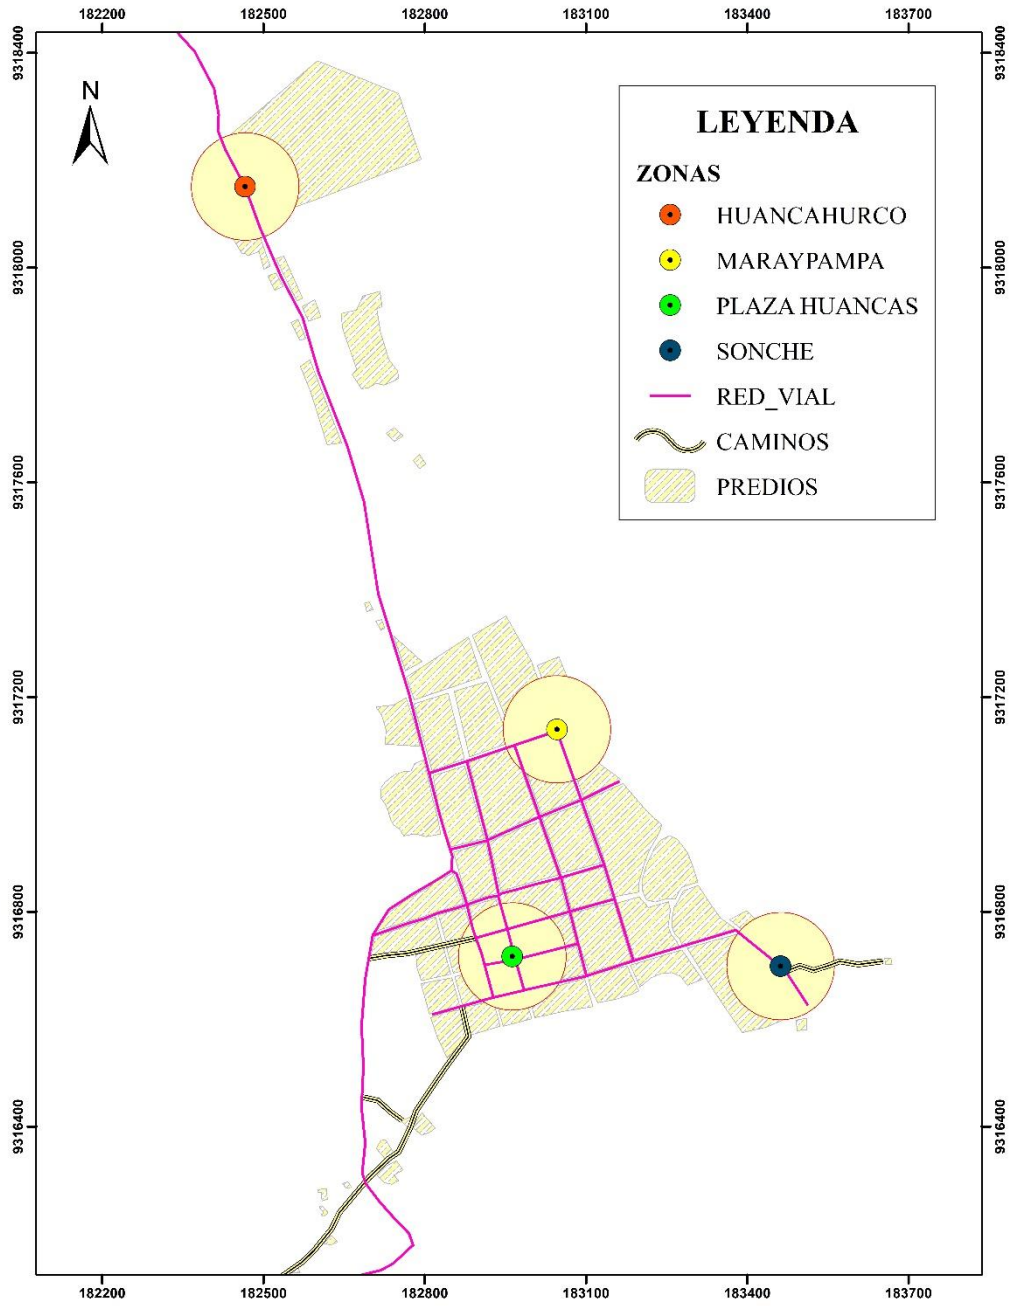 182200 182500 182800 183100 183400 183700
9318400 9318400
N
LEYENDA
ZONAS
HUANCAHURCO
MARAYPAMPA
PLAZA HUANCAS
SONCHE
RED_VIAL
CAMINOS
PREDIOS
9318000 9318000
9317600 9317600
9317200 9317200
9316800 9316800
9316400 9316400
182200 182500 182800 183100 183400 183700